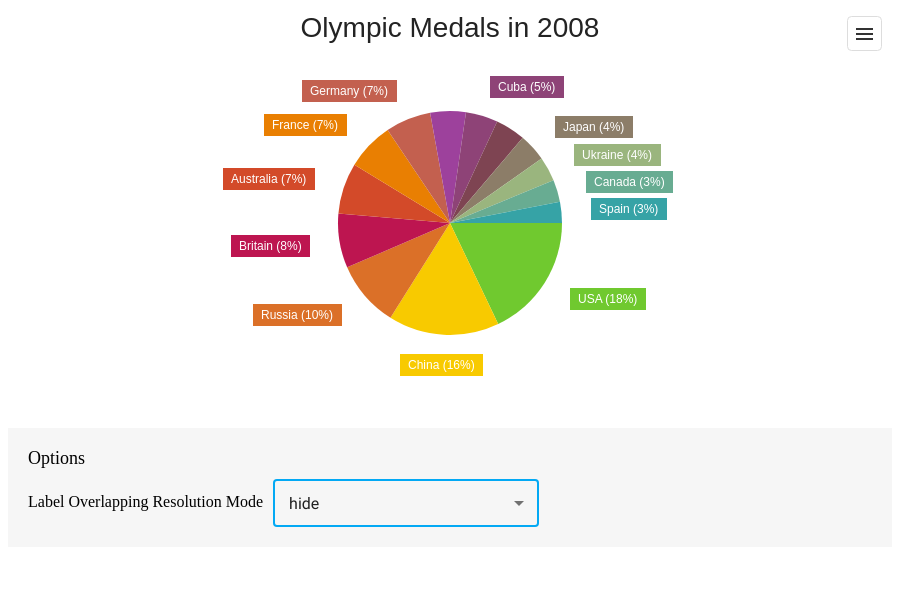 Olympic Medals in 2008
Cuba (5%)
Germany (7%)
Japan (4%)
France (7%)
Ukraine (4%)
Australia (7%)
Canada (3%)
Spain (3%)
Britain (8%)
USA (18%)
Russia (10%)
China (16%)
Options
Label Overlapping Resolution Mode hide